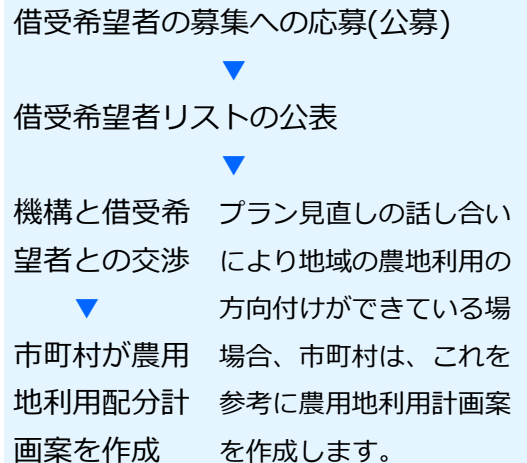 借受希望者の募集への応募(公募)
▼
借受希望者リストの公表
▼
機構と借受希
望者との交渉
▼
市町村が農用
地利用配分計
画案を作成
プラン見直しの話し合い
により地域の農地利用の
方向付けができている場
場合、市町村は、これを
参考に農用地利用計画案
を作成します。